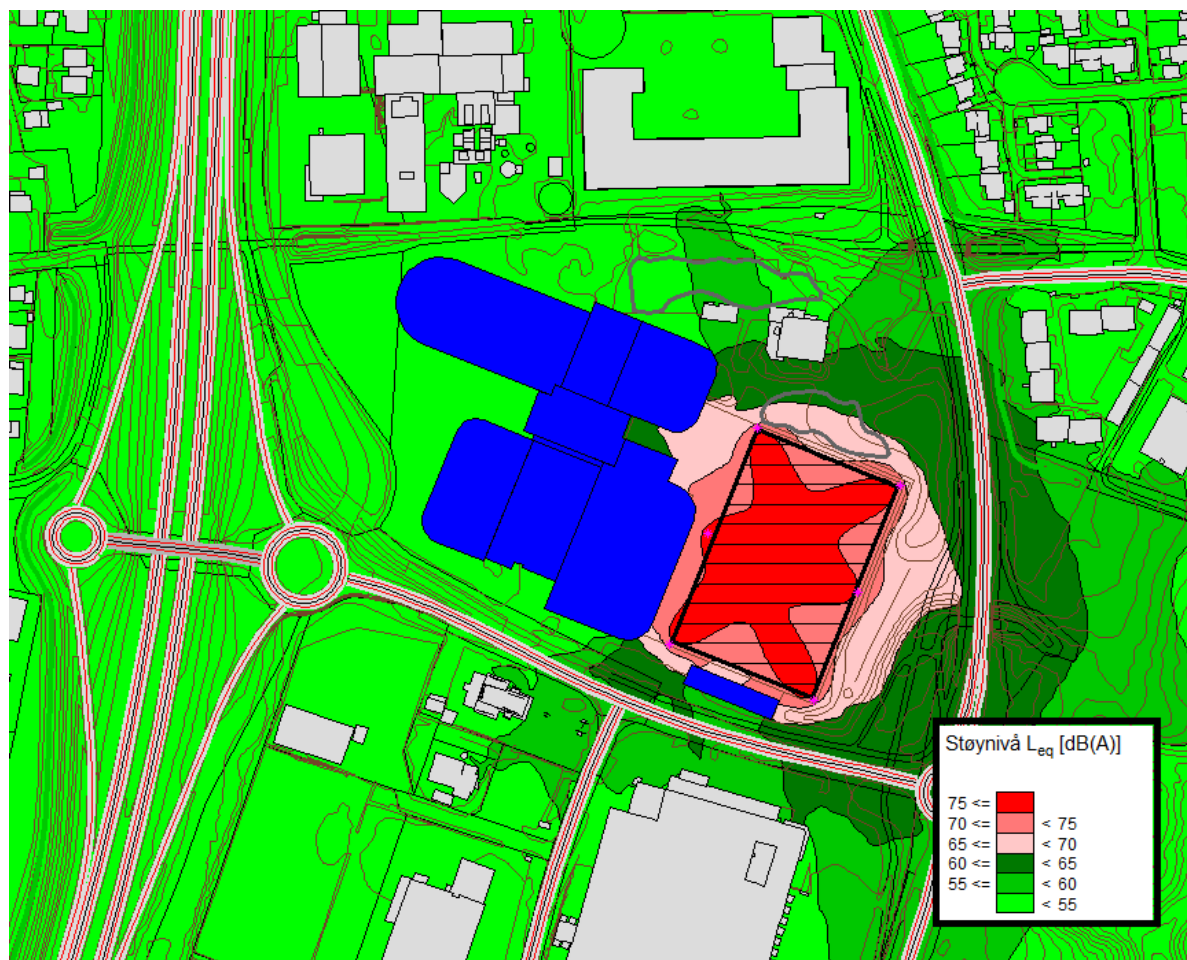 Støynivå Leq [dB(A)]
75 <=
70 <= < 75
65 <= < 70
60 <= < 65
55 <= < 60
< 55